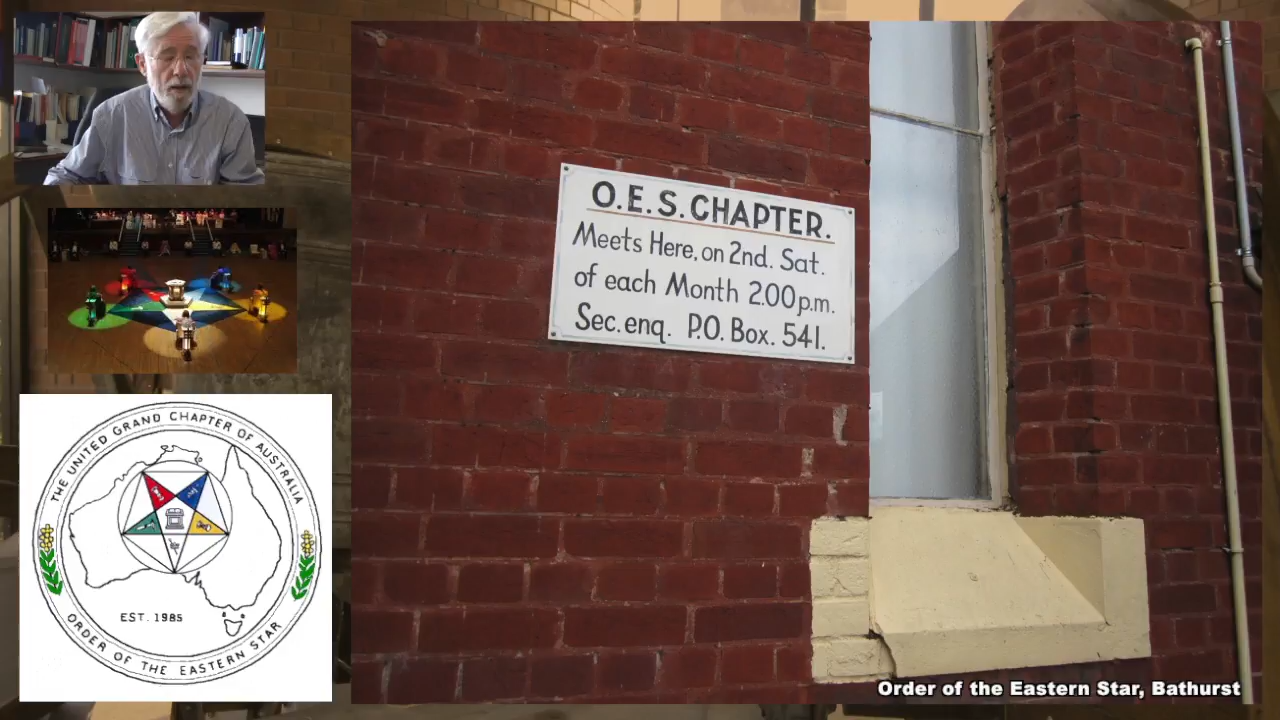 O.E.S. CHAPTER.
Meets Here, on 2nd. Sat.
of each Month 2.00 p.m.
Sec. enq. P.O. Box. 541.
THE UNITED GRAND CHAPTER OF AUSTRALIA
EST. 1985
ORDER OF THE EASTERN STAR
Order of the Eastern Star, Bathurst